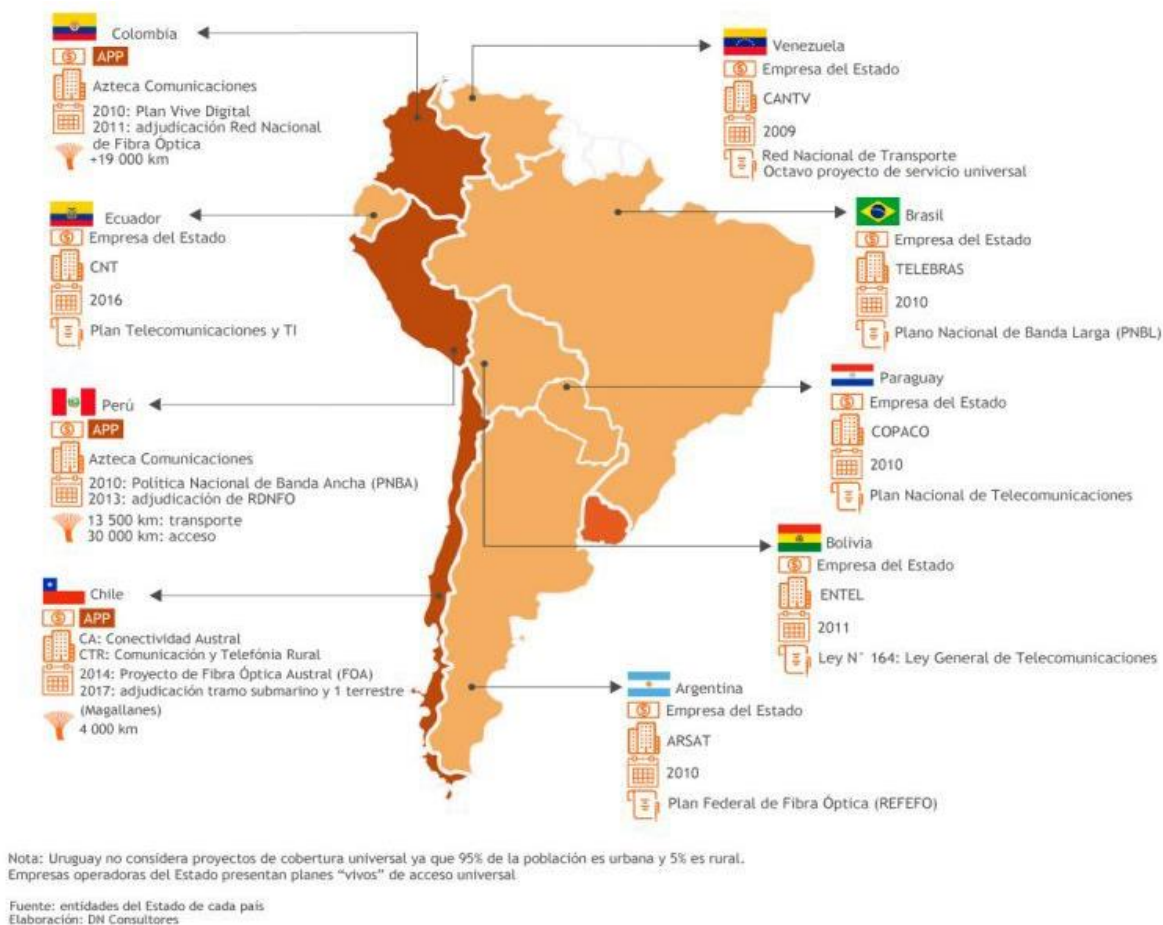 Colombia
APP
Azteca Comunicaciones
2010: Plan Vive Digital
2011: adjudicación Red Nacional
de Fibra Óptica
+19 000 km
Ecuador
Empresa del Estado
CNT
2016
Plan Telecomunicaciones y TI
Perú
APP
Azteca Comunicaciones
2010: Política Nacional de Banda Ancha (PNBA)
2013: adjudicación de RDNFO
13 500 km: transporte
30 000 km: acceso
Chile
APP
CA: Conectividad Austral
CTR: Comunicación y Telefónia Rural
2014: Proyecto de Fibra Óptica Austral (FOA)
2017: adjudicación tramo submarino y 1 terrestre
(Magallanes)
4 000 km
Venezuela
Empresa del Estado
CANTV
2009
Red Nacional de Transporte
Octavo proyecto de servicio universal
Brasil
Empresa del Estado
TELEBRAS
2010
Plano Nacional de Banda Larga (PNBL)
Paraguay
Empresa del Estado
COPACO
2010
Plan Nacional de Telecomunicaciones
Bolivia
Empresa del Estado
ENTEL
2011
Ley N° 164: Ley General de Telecomunicaciones
Argentina
Empresa del Estado
ARSAT
2010
Plan Federal de Fibra Óptica (REFEFO)
Nota: Uruguay no considera proyectos de cobertura universal ya que 95% de la población es urbana y 5% es rural.
Empresas operadoras del Estado presentan planes “vivos” de acceso universal
Fuente: entidades del Estado de cada país
Elaboración: DN Consultores